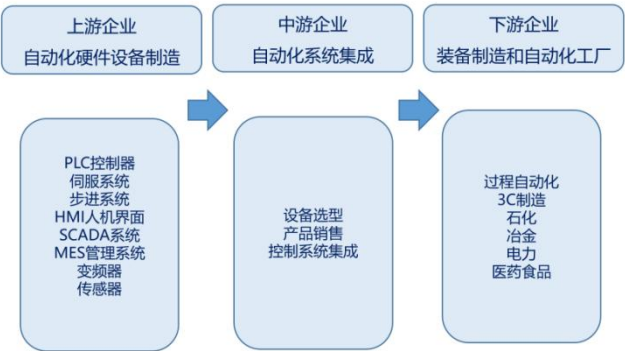 上游企业
自动化硬件设备制造
中游企业
自动化系统集成
下游企业
装备制造和自动化工厂
PLC控制器
伺服系统
步进系统
HMI人机界面
SCADA系统
MES管理系统
变频器
传感器
设备选型
产品销售
控制系统集成
过程自动化
3C制造
石化
冶金
电力
医药食品